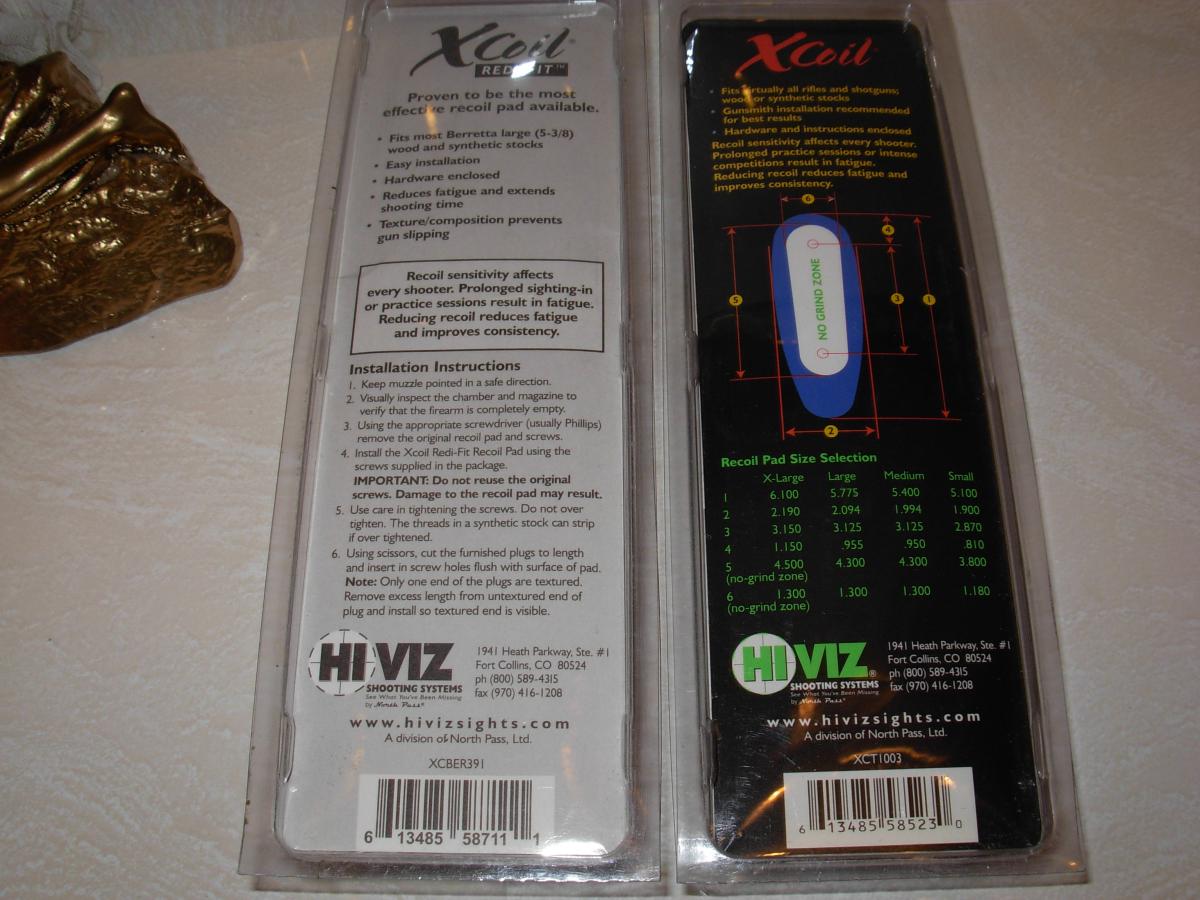 XCoil®
REDI-FIT™
Proven to be the most
effective recoil pad available.
• Fits most Berretta large (5-3/8)
wood and synthetic stocks
• Easy installation
• Hardware enclosed
• Reduces fatigue and extends
shooting time
• Texture/composition prevents
gun slipping
Recoil sensitivity affects
every shooter. Prolonged sighting-in
or practice sessions result in fatigue.
Reducing recoil reduces fatigue
and improves consistency.
Installation Instructions
1. Keep muzzle pointed in a safe direction.
2. Visually inspect the chamber and magazine to
verify that the firearm is completely empty.
3. Using the appropriate screwdriver (usually Phillips)
remove the original recoil pad and screws.
4. Install the Xcoil Redi-Fit Recoil Pad using the
screws supplied in the package.
IMPORTANT: Do not reuse the original
screws. Damage to the recoil pad may result.
5. Use care in tightening the screws. Do not over
tighten. The threads in a synthetic stock can strip
if over tightened.
6. Using scissors, cut the furnished plugs to length
and insert in screw holes flush with surface of pad.
Note: Only one end of the plugs are textured.
Remove excess length from untextured end of
plug and install so textured end is visible.
HI VIZ
SHOOTING SYSTEMS
See What You've Been Missing
by North Pass®
1941 Heath Parkway, Ste. #1
Fort Collins, CO 80524
ph (800) 589-4315
fax (970) 416-1208
www.hivizsights.com
A division of North Pass, Ltd.
XCBER391
6 13485 58711 1
XCoil®
• Fits virtually all rifles and shotguns;
wood or synthetic stocks
• Gunsmith installation recommended
for best results
• Hardware and instructions enclosed
Recoil sensitivity affects every shooter.
Prolonged practice sessions or intense
competitions result in fatigue.
Reducing recoil reduces fatigue and
improves consistency.
6
4
5
NO GRIND ZONE
3
1
2
Recoil Pad Size Selection
X-Large Large Medium Small
1 6.100 5.775 5.400 5.100
2 2.190 2.094 1.994 1.900
3 3.150 3.125 3.125 2.870
4 1.150 .955 .950 .810
5 4.500 4.300 4.300 3.800
(no-grind zone)
6 1.300 1.300 1.300 1.180
(no-grind zone)
HI VIZ®
SHOOTING SYSTEMS
See What You've Been Missing
by North Pass®
1941 Heath Parkway, Ste. #1
Fort Collins, CO 80524
ph (800) 589-4315
fax (970) 416-1208
www.hivizsights.com
A division of North Pass, Ltd.
XCT1003
6 13485 58523 0